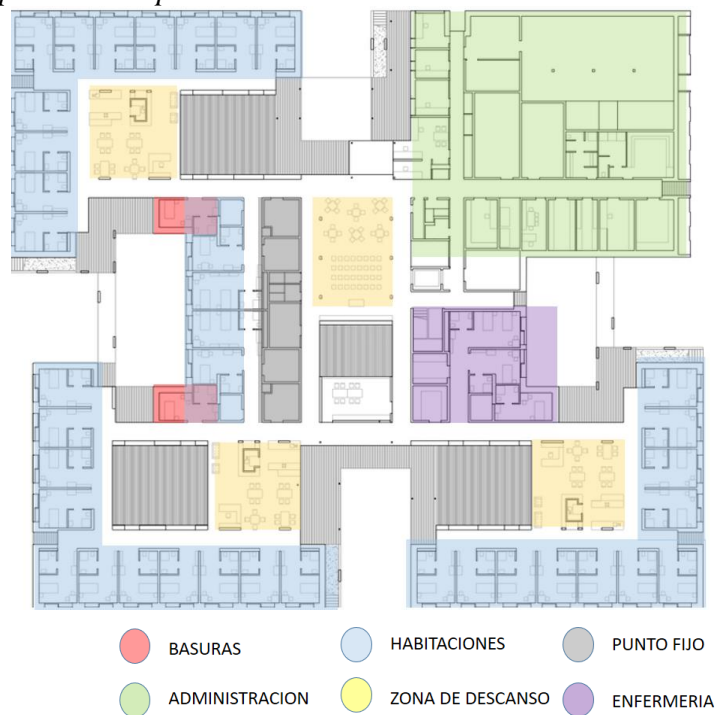 BASURAS
HABITACIONES
PUNTO FIJO
ADMINISTRACION
ZONA DE DESCANSO
ENFERMERIA